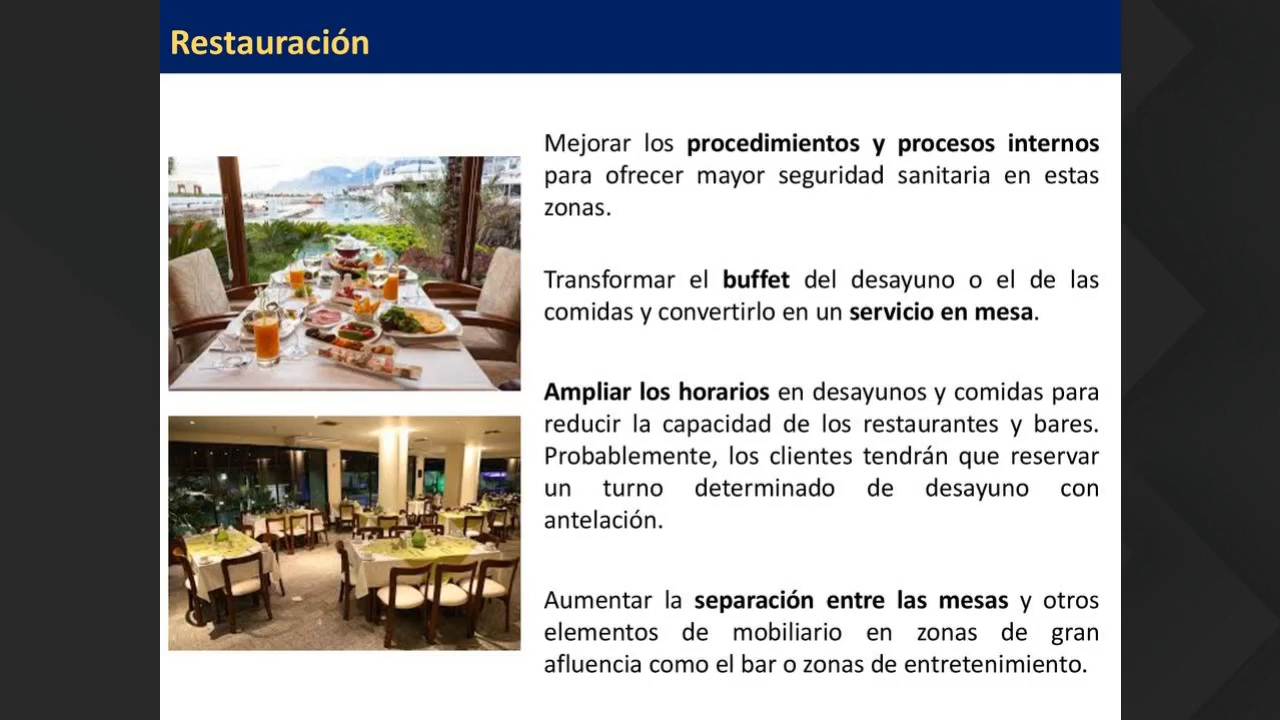 Restauración
Mejorar los procedimientos y procesos internos
para ofrecer mayor seguridad sanitaria en estas
zonas.
Transformar el buffet del desayuno o el de las
comidas y convertirlo en un servicio en mesa.
Ampliar los horarios en desayunos y comidas para
reducir la capacidad de los restaurantes y bares.
Probablemente, los clientes tendrán que reservar
un turno determinado de desayuno con
antelación.
Aumentar la separación entre las mesas y otros
elementos de mobiliario en zonas de gran
afluencia como el bar o zonas de entretenimiento.